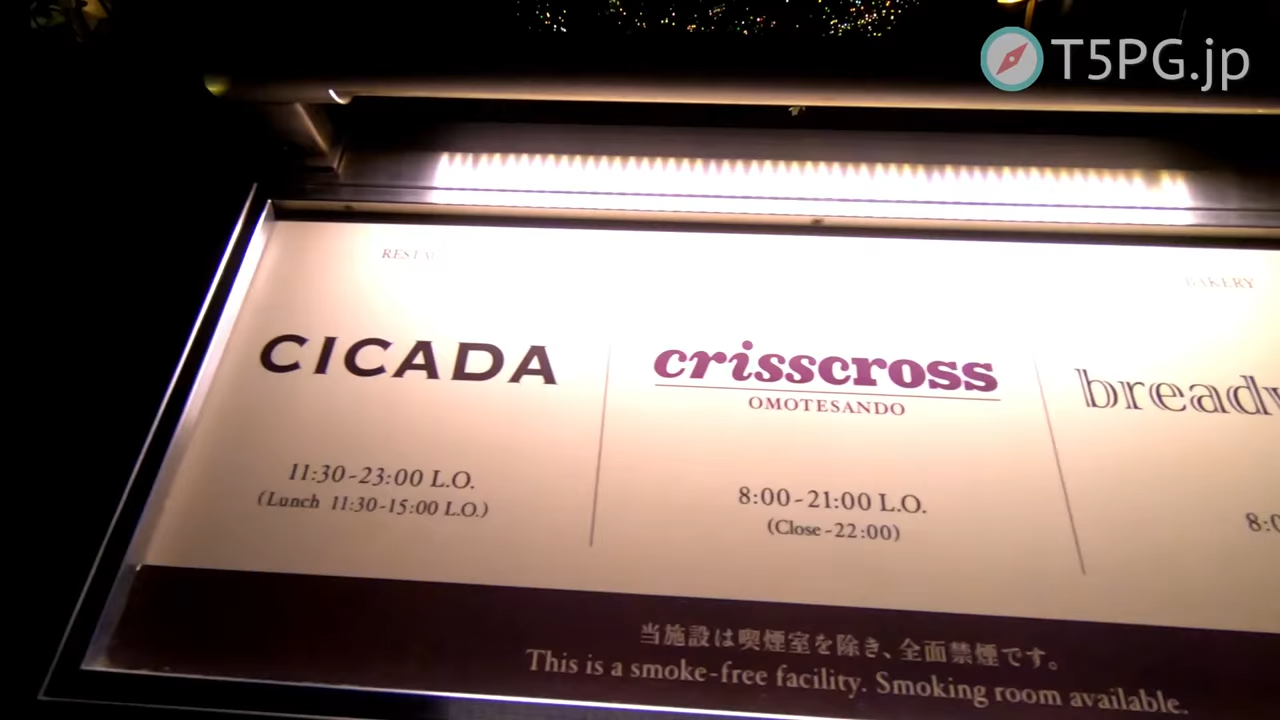 T5PG.jp
CICADA
11:30-23:00 L.O.
(Lunch 11:30-15:00 L.O.)
crisscross
OMOTESANDO
8:00-21:00 L.O.
(Close-22:00)
BAKERY
当施設は喫煙室を除き、全面禁煙です。
This is a smoke-free facility. Smoking room available.